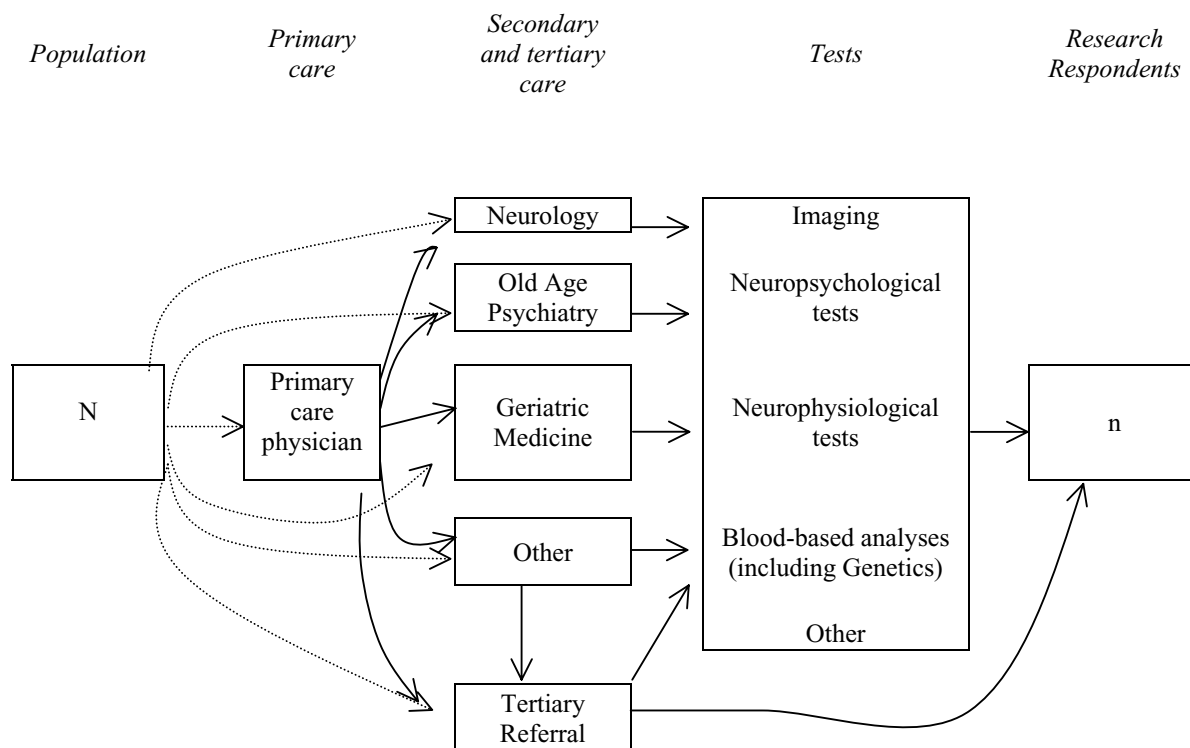 Population
Primary
care
Secondary
and tertiary
care
Tests
Research
Respondents
N
Primary
care
physician
Neurology
Old Age
Psychiatry
Geriatric
Medicine
Other
Tertiary
Referral
Imaging
Neuropsychological
tests
Neurophysiological
tests
Blood-based analyses
(including Genetics)
Other
n